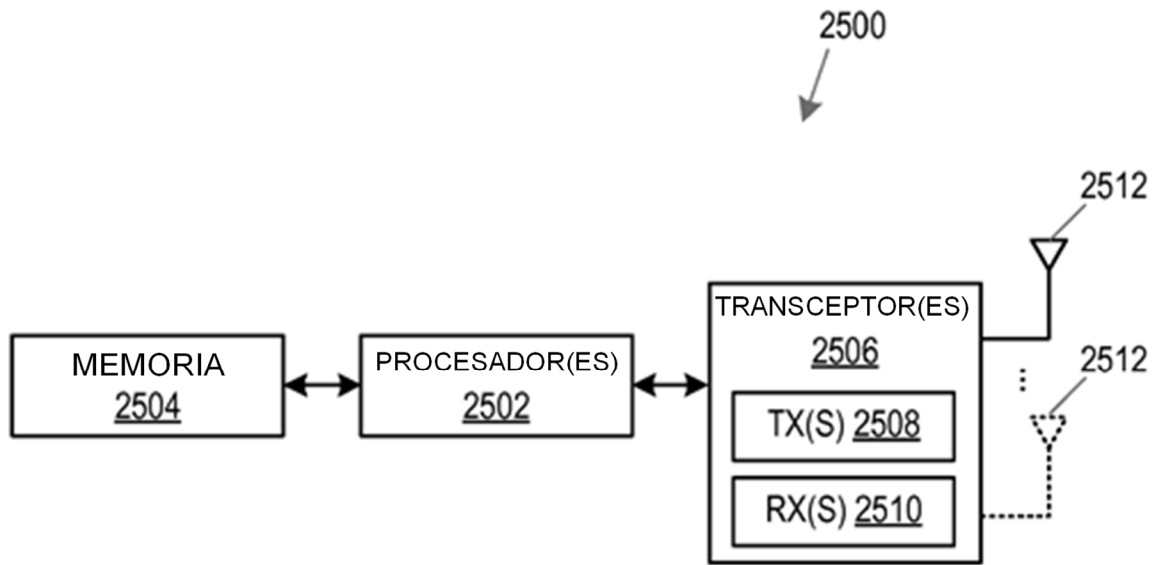 2500
2512
TRANSCEPTOR(ES)
2506
MEMORIA
2504
PROCESADOR(ES)
2502
2512
TX(S) 2508
RX(S) 2510